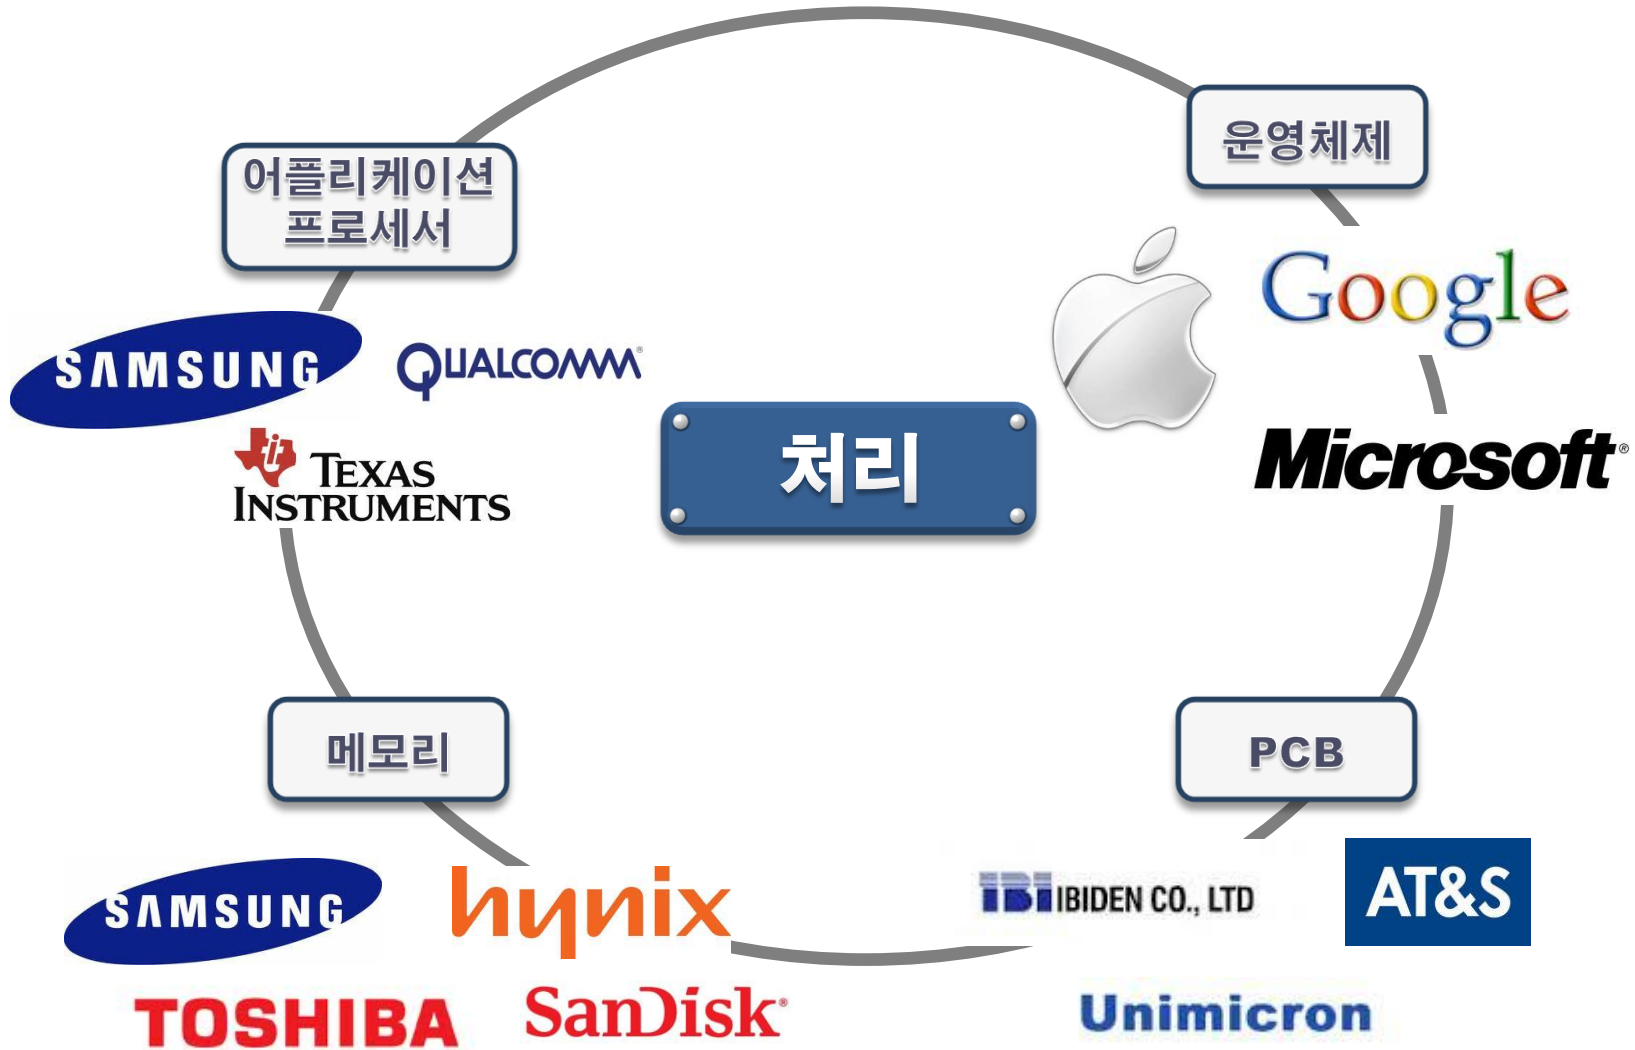 어플리케이션
프로세서
SAMSUNG
QUALCOMM®
TEXAS
INSTRUMENTS
운영체제
Google
Microsoft®
처리
메모리
SAMSUNG
hynix
TOSHIBA
SanDisk®
PCB
IBI IBIDEN CO., LTD
AT&S
Unimicron